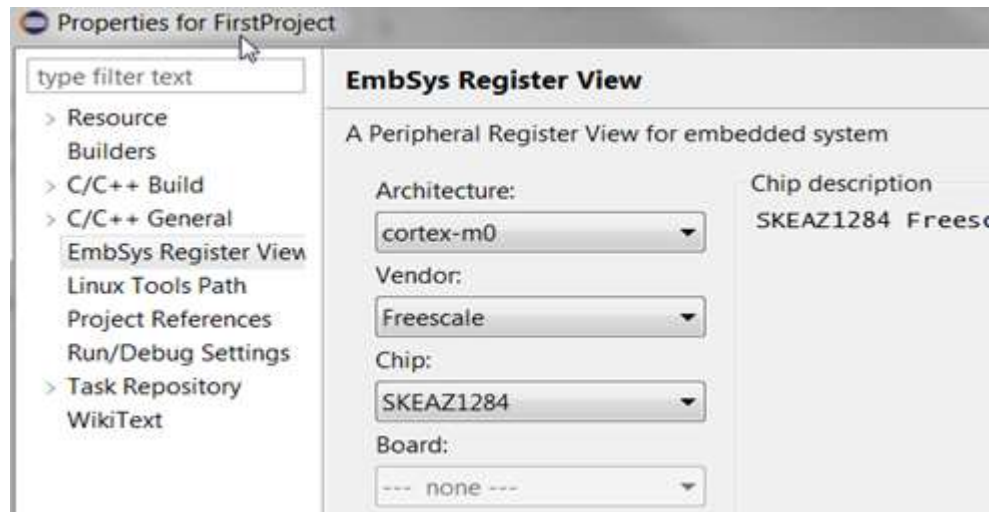 Properties for FirstProject
type filter text
> Resource
Builders
> C/C++ Build
> C/C++ General
EmbSys Register View
Linux Tools Path
Project References
Run/Debug Settings
> Task Repository
WikiText
EmbSys Register View
A Peripheral Register View for embedded system
Architecture:
cortex-m0
Vendor:
Freescale
Chip:
SKEAZ1284
Board:
--- none ---
Chip description
SKEAZ1284